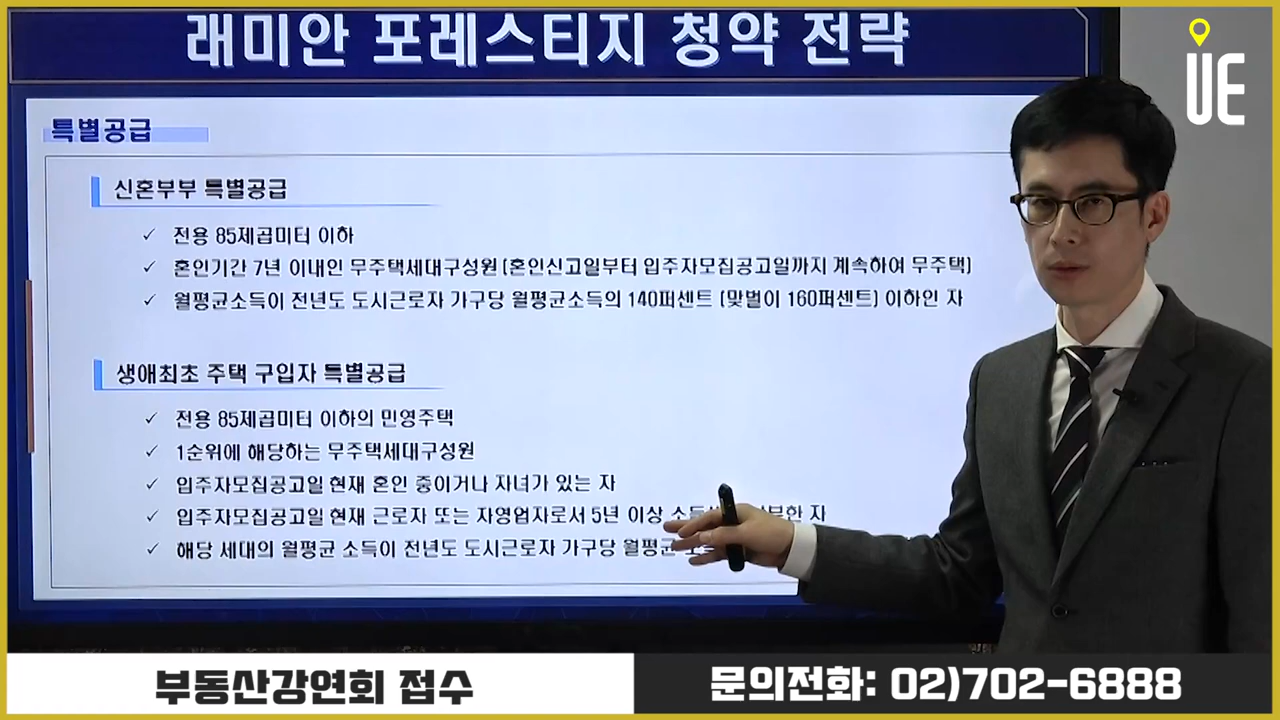 래미안 포레스티지 청약 전략
UE
특별공급
신혼부부 특별공급
✓ 전용 85제곱미터 이하
✓ 혼인기간 7년 이내인 무주택세대구성원 (혼인신고일부터 입주자모집공고일까지 계속하여 무주택)
✓ 월평균소득이 전년도 도시근로자 가구당 월평균소득의 140퍼센트 (맞벌이 160퍼센트) 이하인 자
생애최초 주택 구입자 특별공급
✓ 전용 85제곱미터 이하의 민영주택
✓ 1순위에 해당하는 무주택세대구성원
✓ 입주자모집공고일 현재 혼인 중이거나 자녀가 있는 자
✓ 입주자모집공고일 현재 근로자 또는 자영업자로서 5년 이상 자
✓ 해당 세대의 월평균 소득이 전년도 도시근로자 가구당 월평균
부동산강연회 접수
문의전화: 02)702-6888